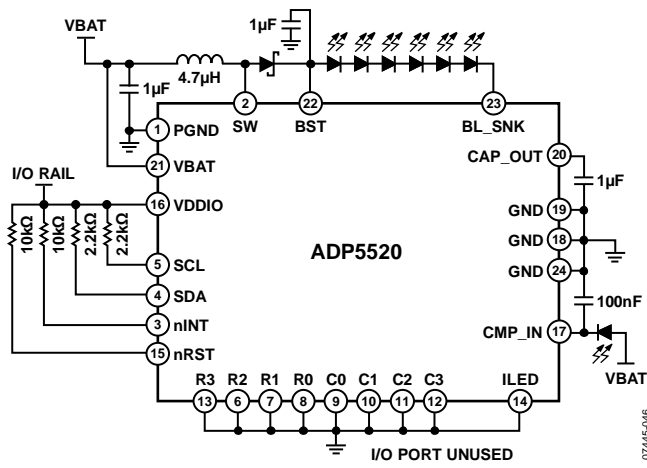 VBAT
1µF
4.7µH
1µF
2
SW
22
BST
23
BL_SNK
1
PGND
21
VBAT
I/O RAIL
16
VDDIO
10kΩ
10kΩ
2.2kΩ
2.2kΩ
5
SCL
4
SDA
3
nINT
15
nRST
ADP5520
CAP_OUT
20
1µF
GND
19
GND
18
GND
24
100nF
CMP_IN
17
VBAT
R3
R2
R1
R0
C0
C1
C2
C3
ILED
13
6
7
8
9
10
11
12
14
I/O PORT UNUSED
07445-046